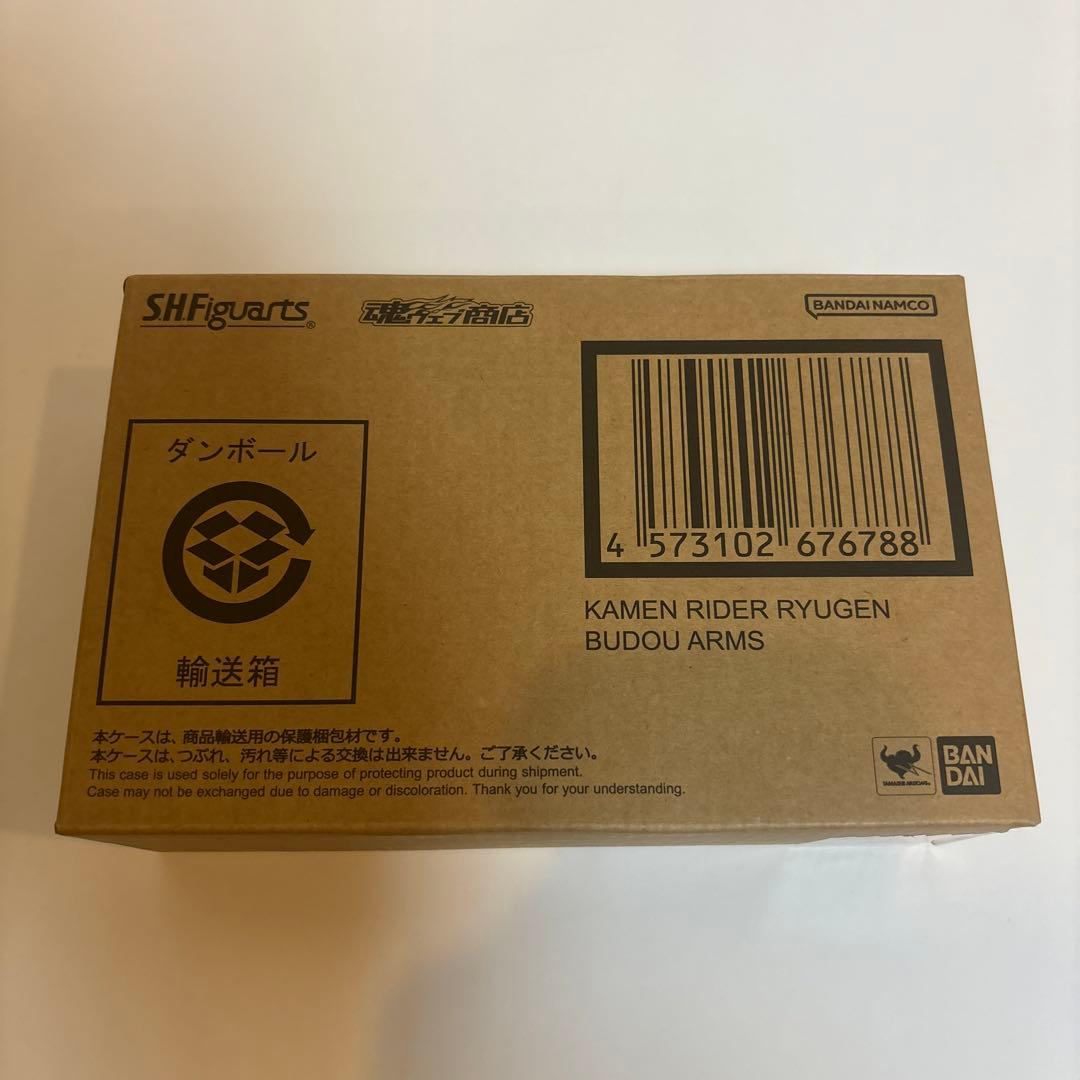 S.H.Figuarts®
魂ウェブ商店
BANDAI NAMCO
ダンボール
輸送箱
4 573102 676788
KAMEN RIDER RYUGEN
BUDOU ARMS
本ケースは、商品輸送用の保護梱包材です。
本ケースは、つぶれ、汚れ等による交換は出来ません。ご了承ください。
This case is used solely for the purpose of protecting product during shipment.
Case may not be exchanged due to damage or discoloration. Thank you for your understanding.
TAMASHII NATIONS
BAN
DAI